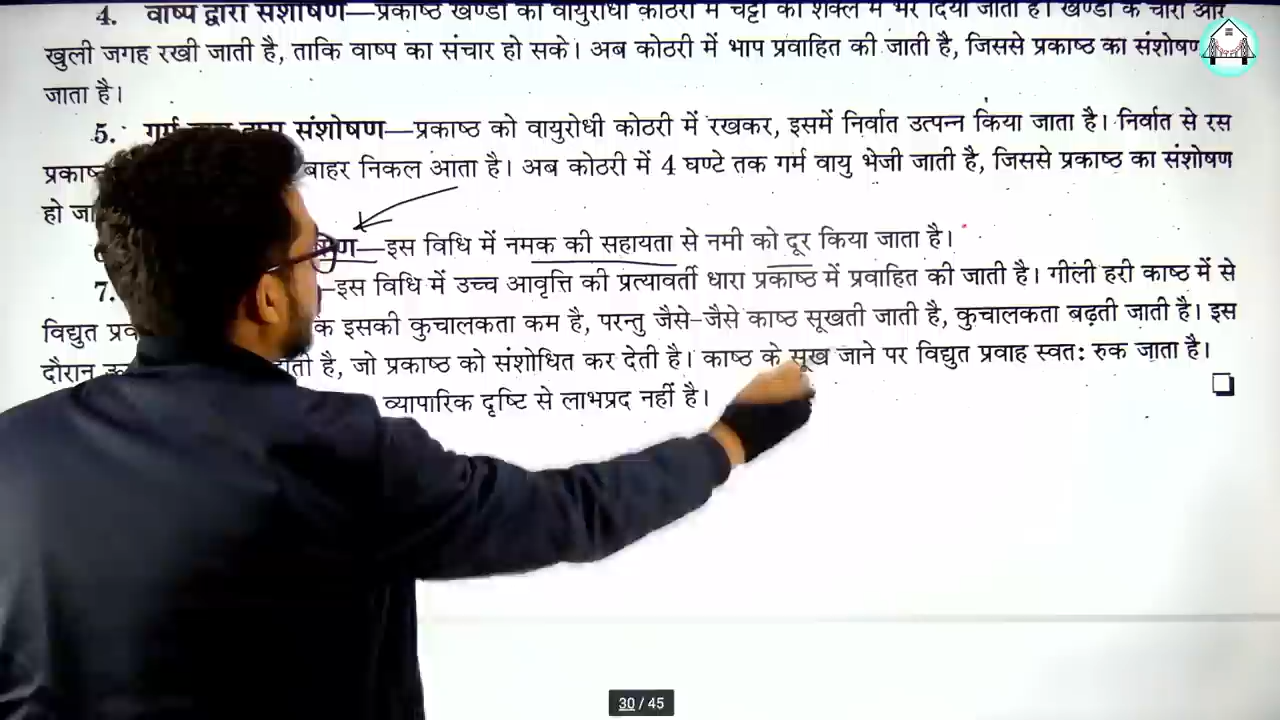 4. वाष्प द्वारा संशोषण—प्रकाष्ठ खण्डों को वायुरोधी कोठरी में चट्टों की शक्ल में भर दिया जाता है। खण्डों के चारों ओर
खुली जगह रखी जाती है, ताकि वाष्प का संचार हो सके। अब कोठरी में भाप प्रवाहित की जाती है, जिससे प्रकाष्ठ का संशोषण
जाता है।
5. गर्म द्वारा संशोषण—प्रकाष्ठ को वायुरोधी कोठरी में रखकर, इसमें निर्वात उत्पन्न किया जाता है। निर्वात से रस
बाहर निकल आता है। अब कोठरी में 4 घण्टे तक गर्म वायु भेजी जाती है, जिससे प्रकाष्ठ का संशोषण
हो
—इस विधि में नमक की सहायता से नमी को दूर किया जाता है।
7. —इस विधि में उच्च आवृत्ति की प्रत्यावर्ती धारा प्रकाष्ठ में प्रवाहित की जाती है। गीली हरी काष्ठ में से
विद्युत इसकी कुचालकता कम है, परन्तु जैसे-जैसे काष्ठ सूखती जाती है, कुचालकता बढ़ती जाती है। इस
दौरान है, जो प्रकाष्ठ को संशोधित कर देती है। काष्ठ के सूख जाने पर विद्युत प्रवाह स्वतः रुक जाता है।
व्यापारिक दृष्टि से लाभप्रद नहीं है।
30 / 45